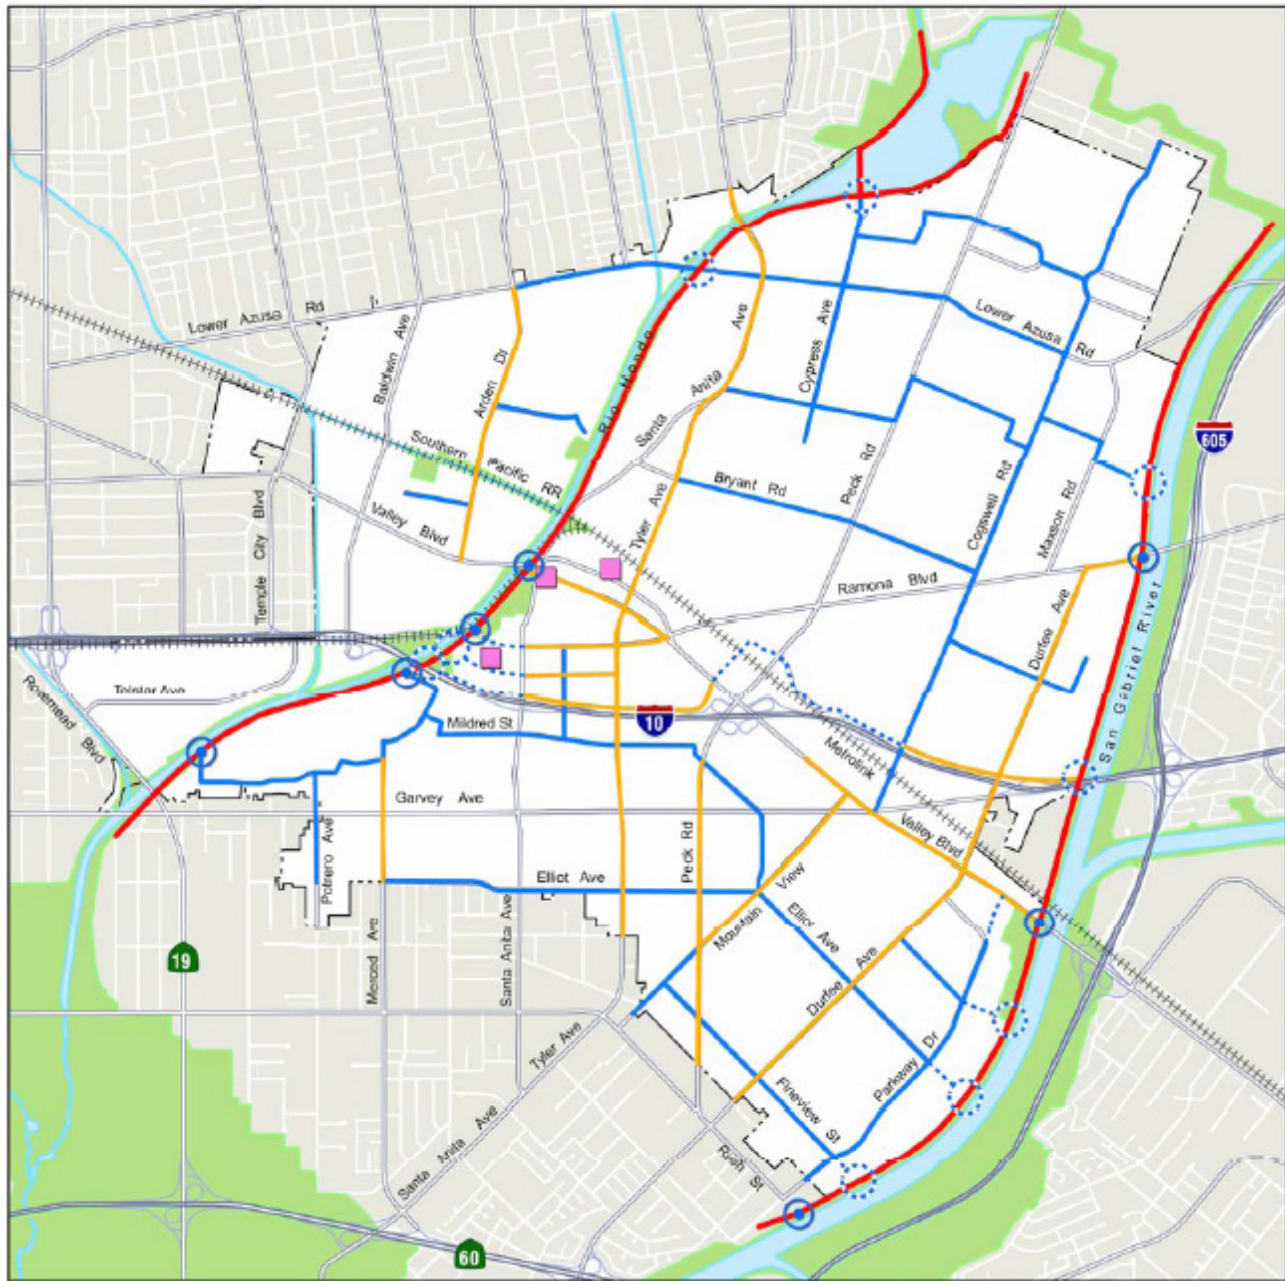 Lower Azusa Rd
Baldwin Ave
Arden Dr
Rio Hondo
Santa Anita Ave
Cypress Ave
Lower Azusa Rd
605
Southern Pacific RR
Valley Blvd
Temple City Blvd
Tyler Ave
Bryant Rd
Peck Rd
Cogswell Rd
Maxson Rd
Ramona Blvd
Durfee Ave
San Gabriel River
Rosemead Blvd
Mildred St
10
Metrolink
Garvey Ave
Valley Blvd
Potrero Ave
Peck Rd
Elliot Ave
Mountain View
Elliot Ave
Merced Ave
Santa Anita Ave
Durfee Ave
19
Tyler Ave
Parkway Dr
Fineview St
Santa Anita Ave
Rush St
60